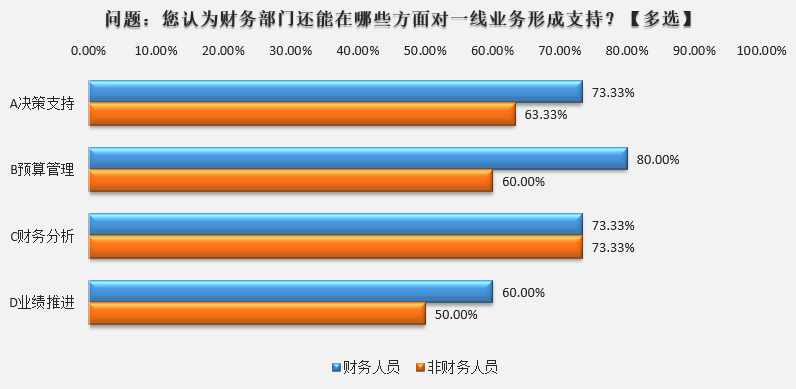 问题：您认为财务部门还能在哪些方面对一线业务形成支持？【多选】
0.00% 10.00% 20.00% 30.00% 40.00% 50.00% 60.00% 70.00% 80.00% 90.00% 100.00%
A决策支持
73.33%
63.33%
B预算管理
80.00%
60.00%
C财务分析
73.33%
73.33%
D业绩推进
60.00%
50.00%
财务人员 非财务人员